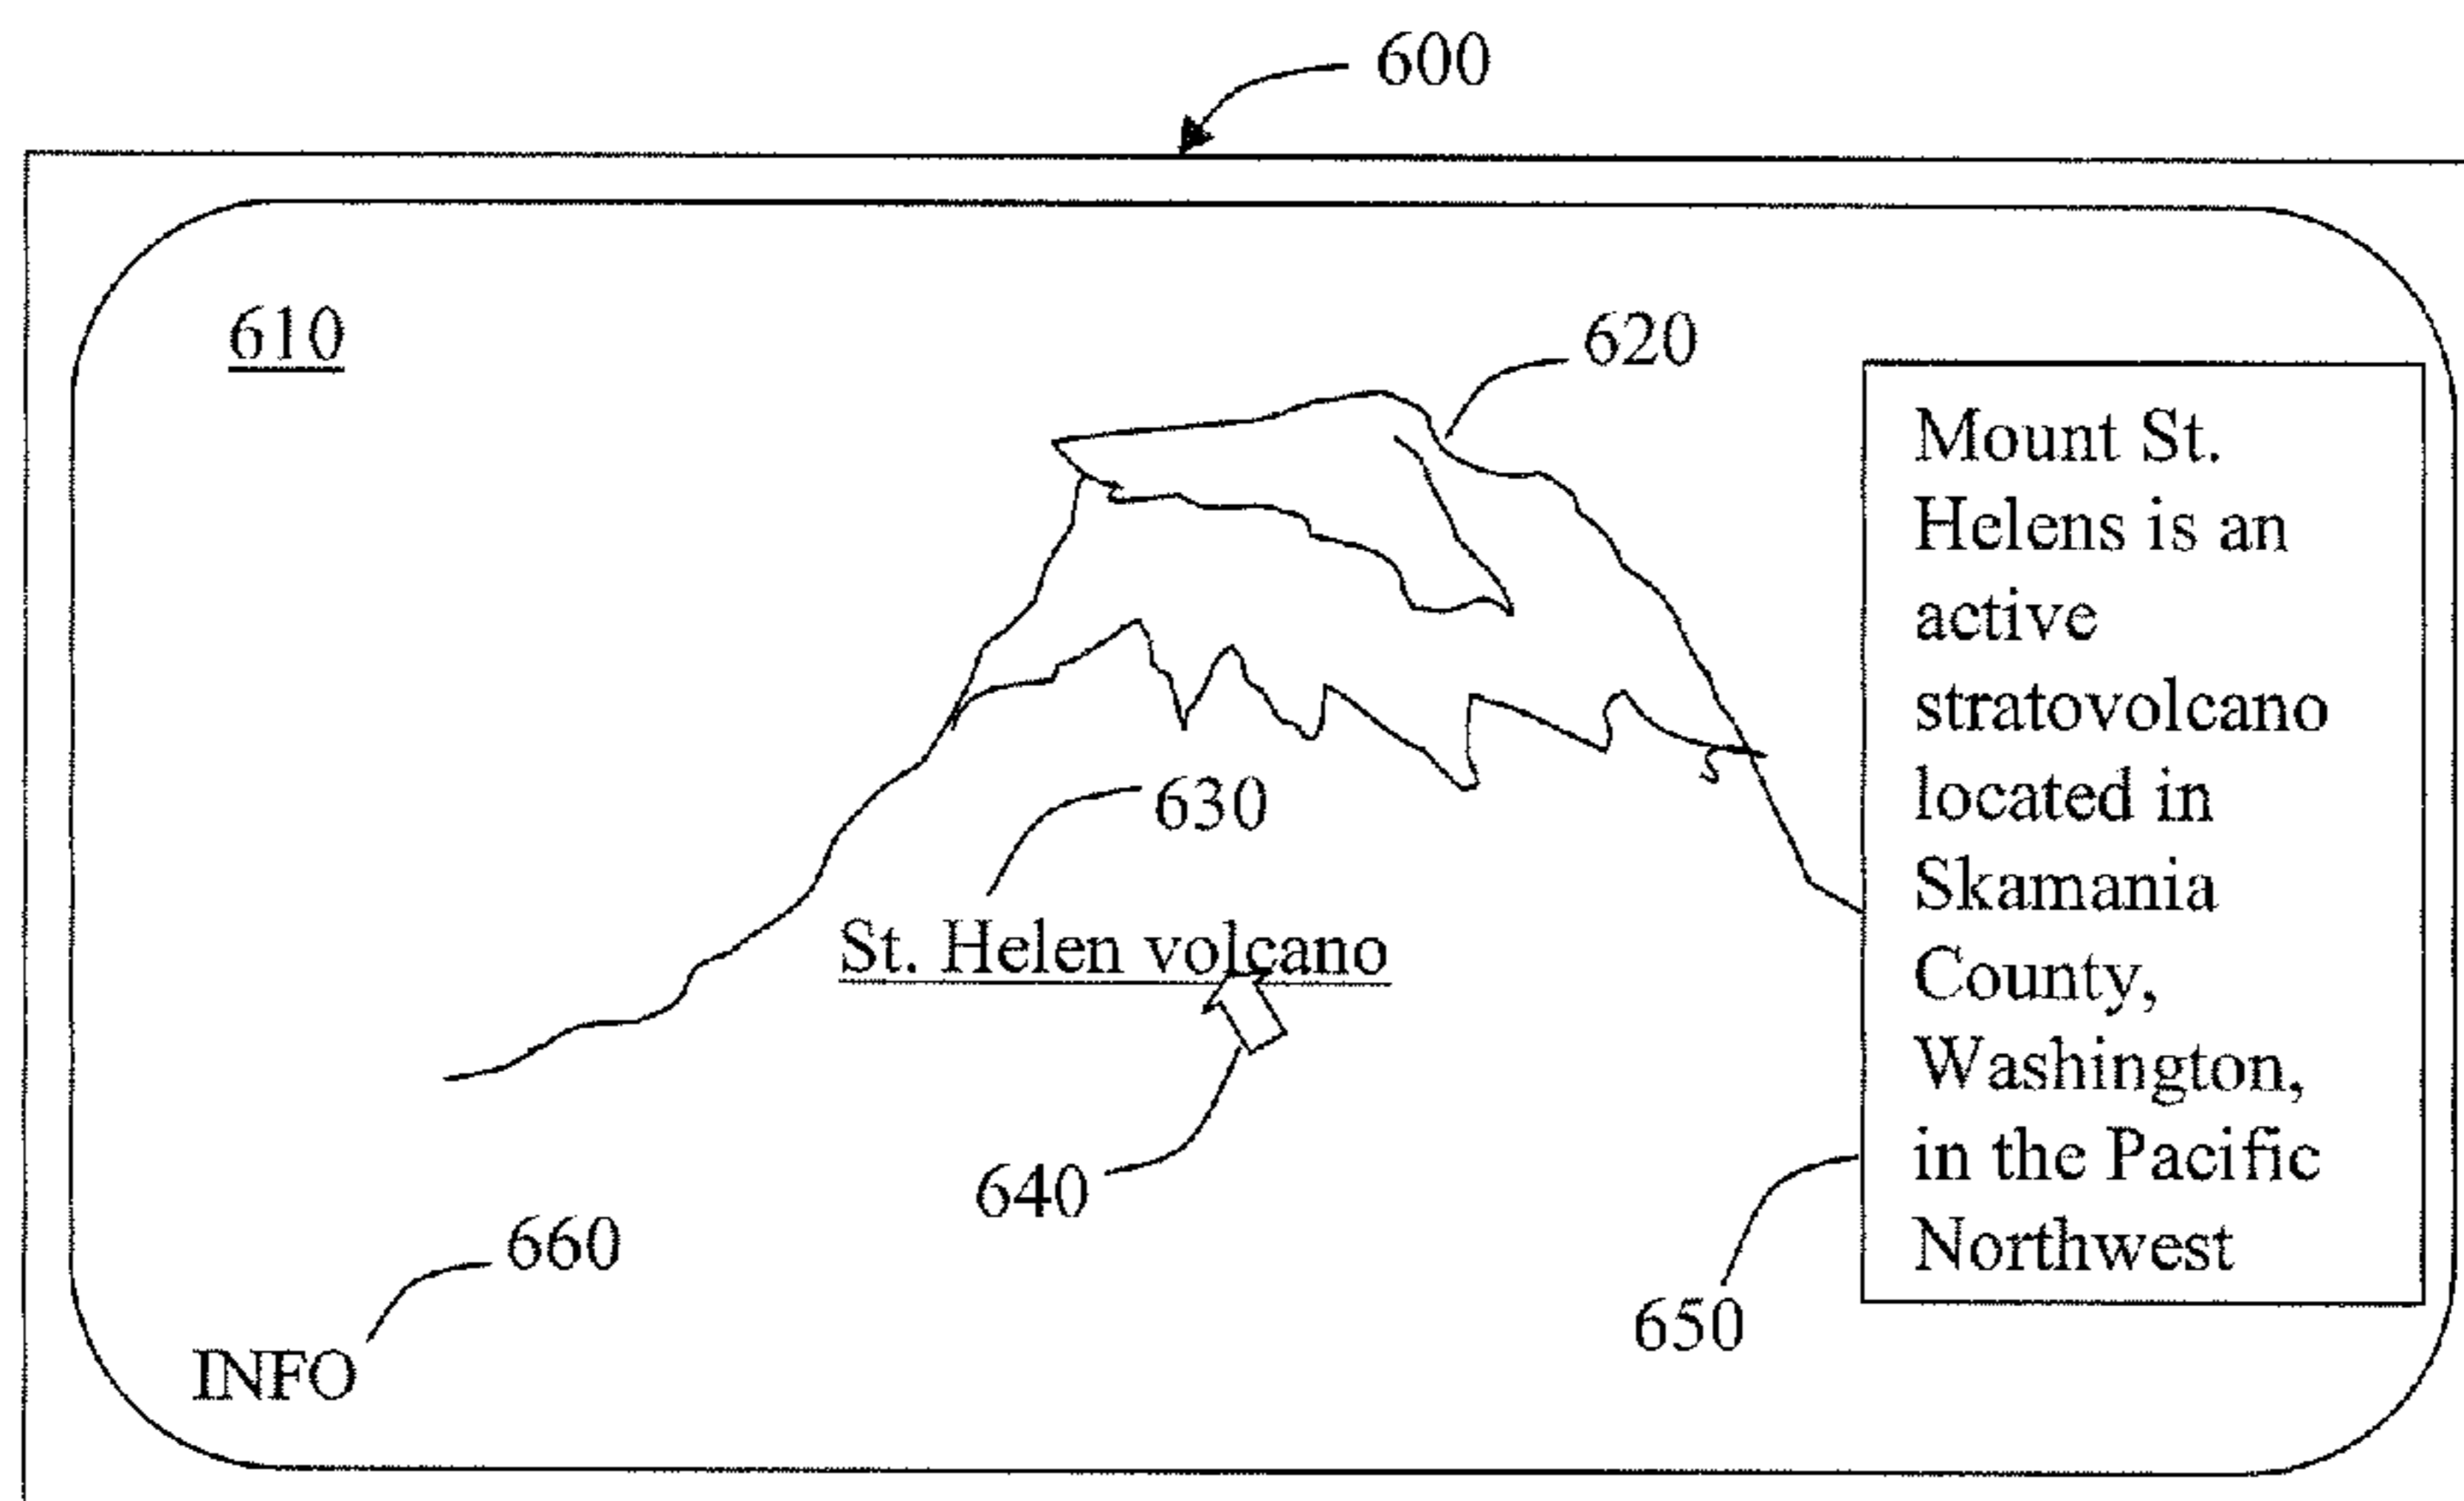 600
610
620
Mount St.
Helens is an
active
stratovolcano
located in
Skamania
County,
Washington,
in the Pacific
Northwest
630
St. Helen volcano
640
650
660
INFO